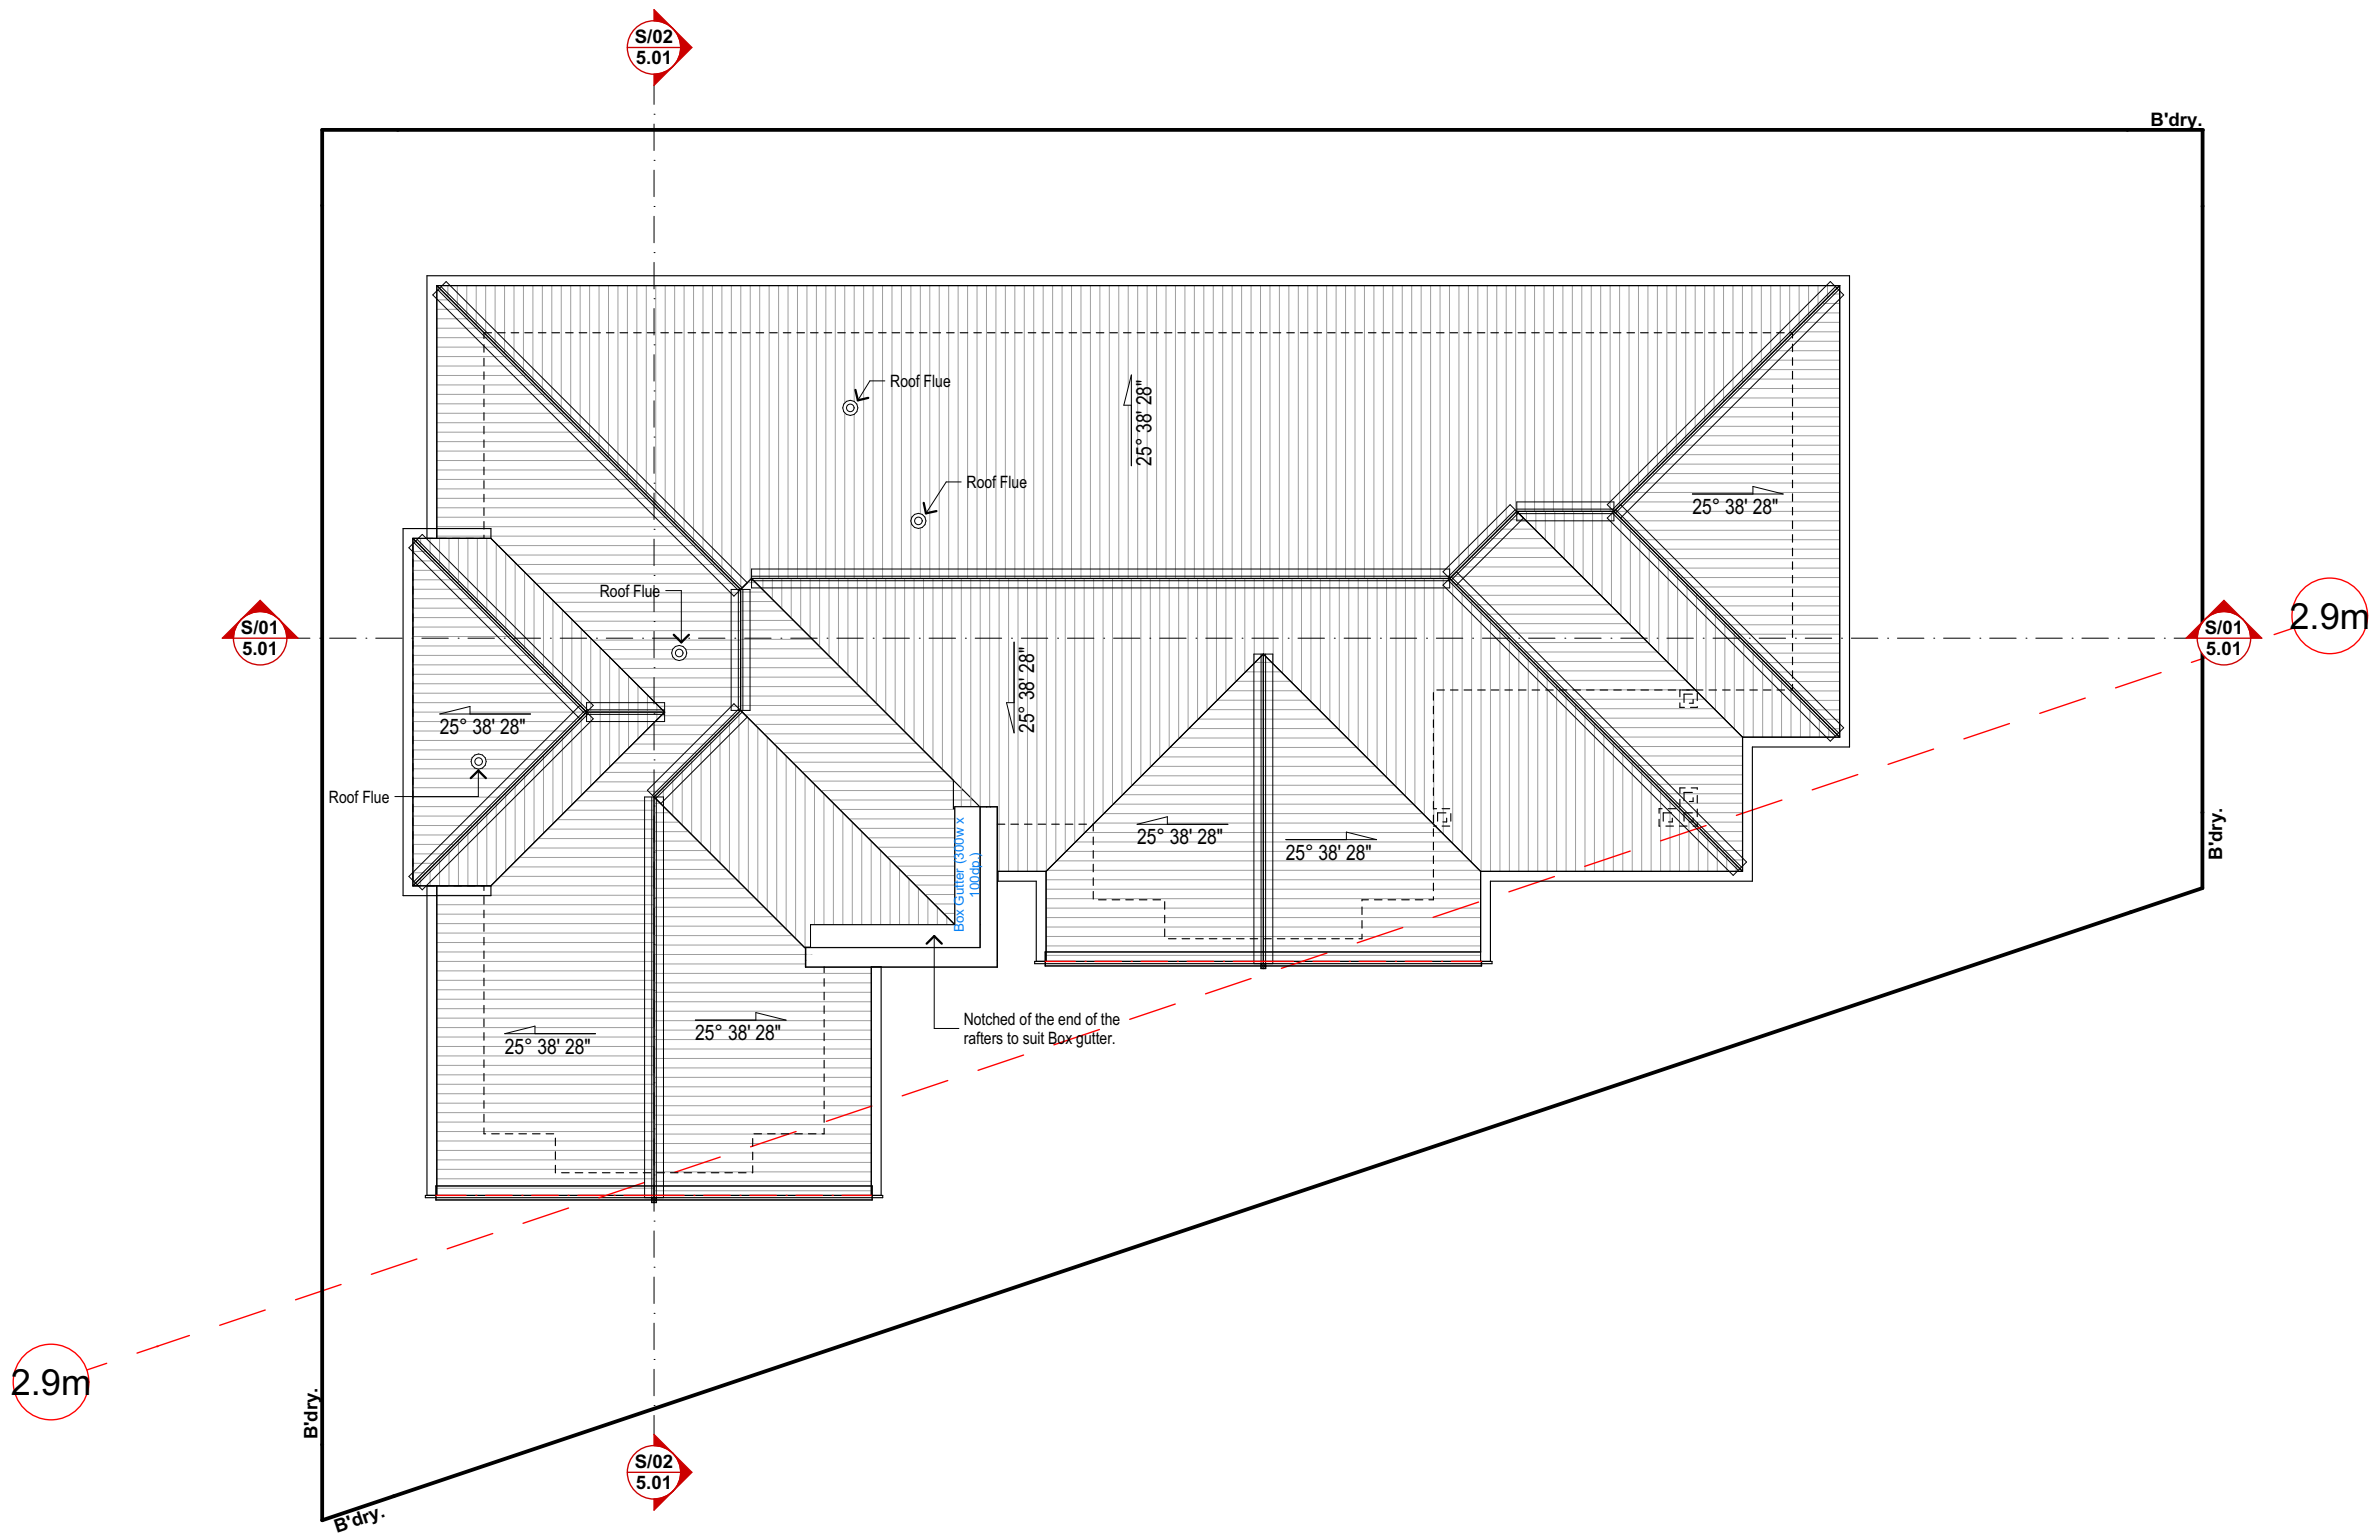 S/02
5.01
B'dry.
Roof Flue
25° 38' 28"
Roof Flue
25° 38' 28"
Roof Flue
S/01
5.01
2.9m
S/01
5.01
25° 38' 28"
25° 38' 28"
Roof Flue
25° 38' 28"
25° 38' 28"
B'dry.
Box Gutter (300w x
100dp.)
Notched of the end of the
rafters to suit Box gutter.
25° 38' 28"
25° 38' 28"
2.9m
B'dry.
S/02
5.01
B'dry.